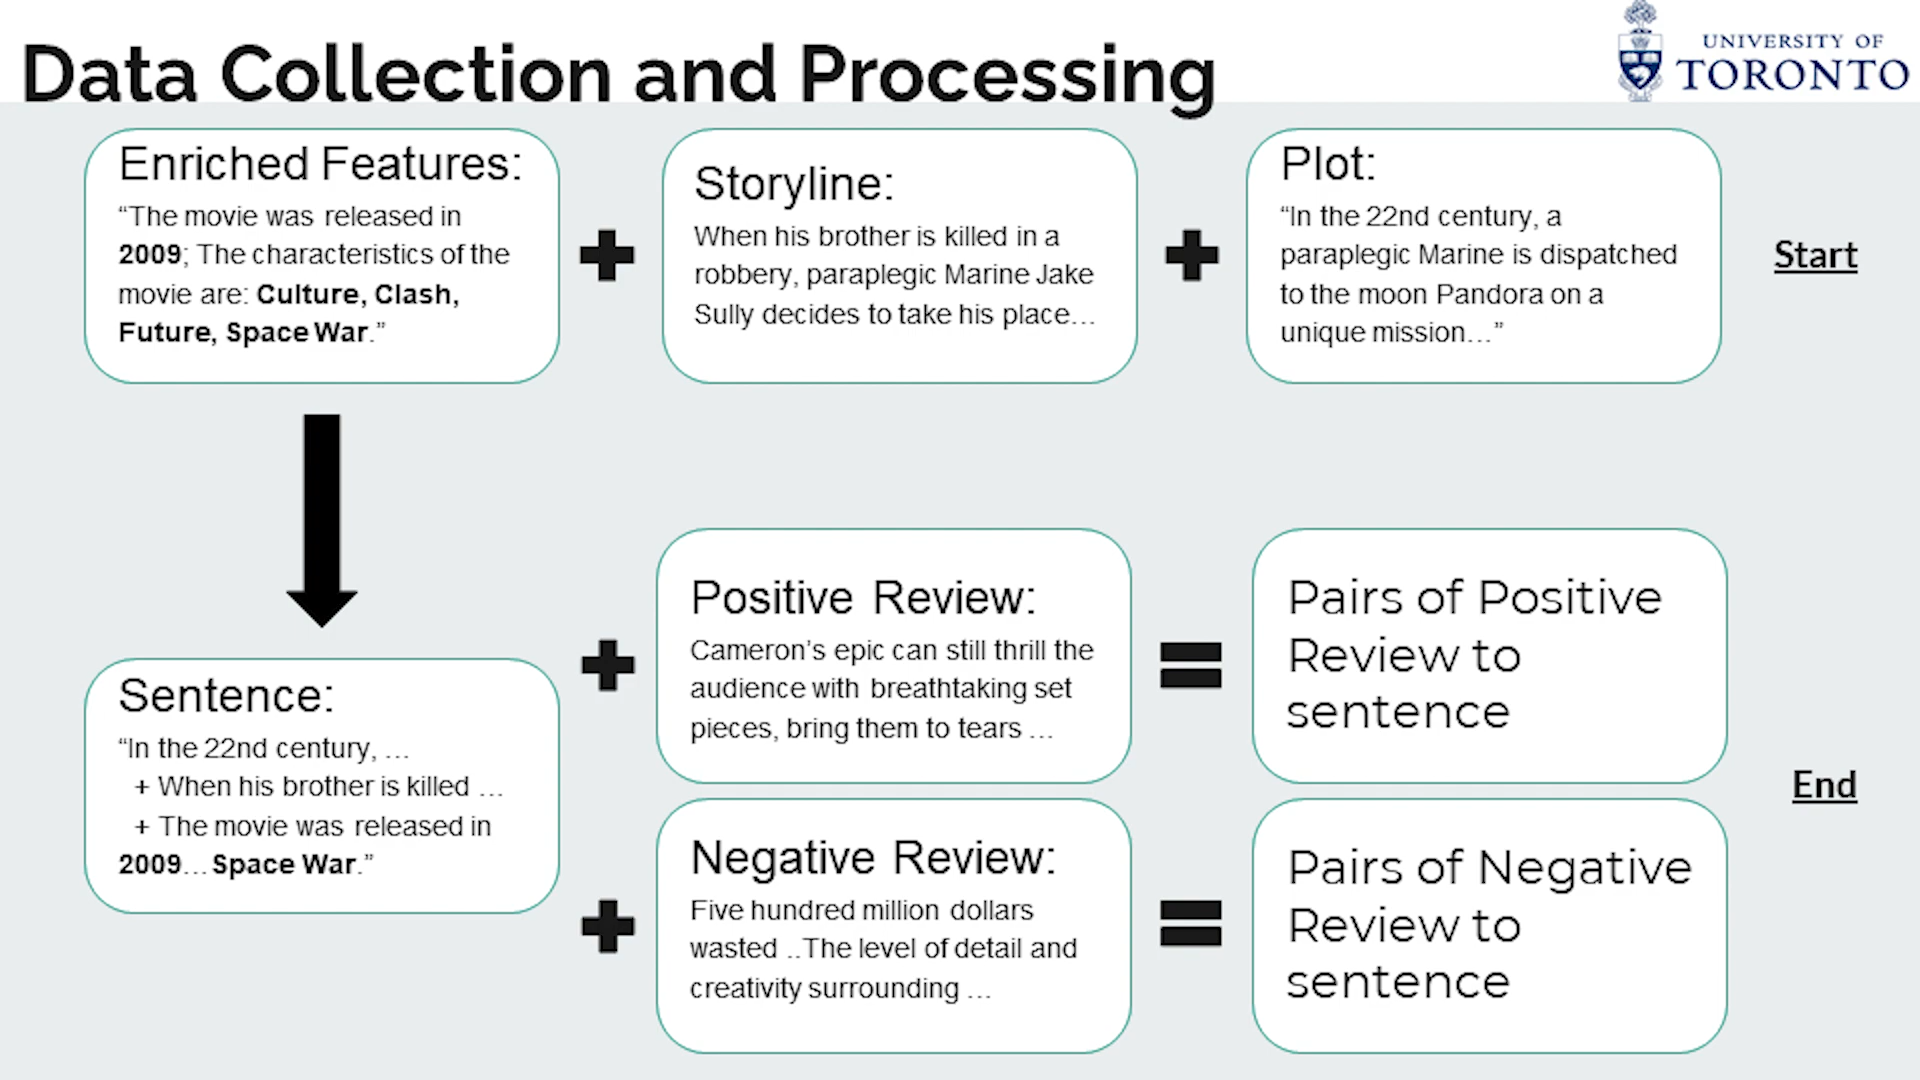 Data Collection and Processing
UNIVERSITY OF
TORONTO
Enriched Features:
“The movie was released in
2009; The characteristics of the
movie are: Culture, Clash,
Future, Space War.”
Storyline:
When his brother is killed in a
robbery, paraplegic Marine Jake
Sully decides to take his place…
Plot:
“In the 22nd century, a
paraplegic Marine is dispatched
to the moon Pandora on a
unique mission…”
Start
Sentence:
“In the 22nd century, …
+ When his brother is killed …
+ The movie was released in
2009… Space War.”
Positive Review:
Cameron’s epic can still thrill the
audience with breathtaking set
pieces, bring them to tears …
Pairs of Positive
Review to
sentence
Negative Review:
Five hundred million dollars
wasted ..The level of detail and
creativity surrounding …
Pairs of Negative
Review to
sentence
End